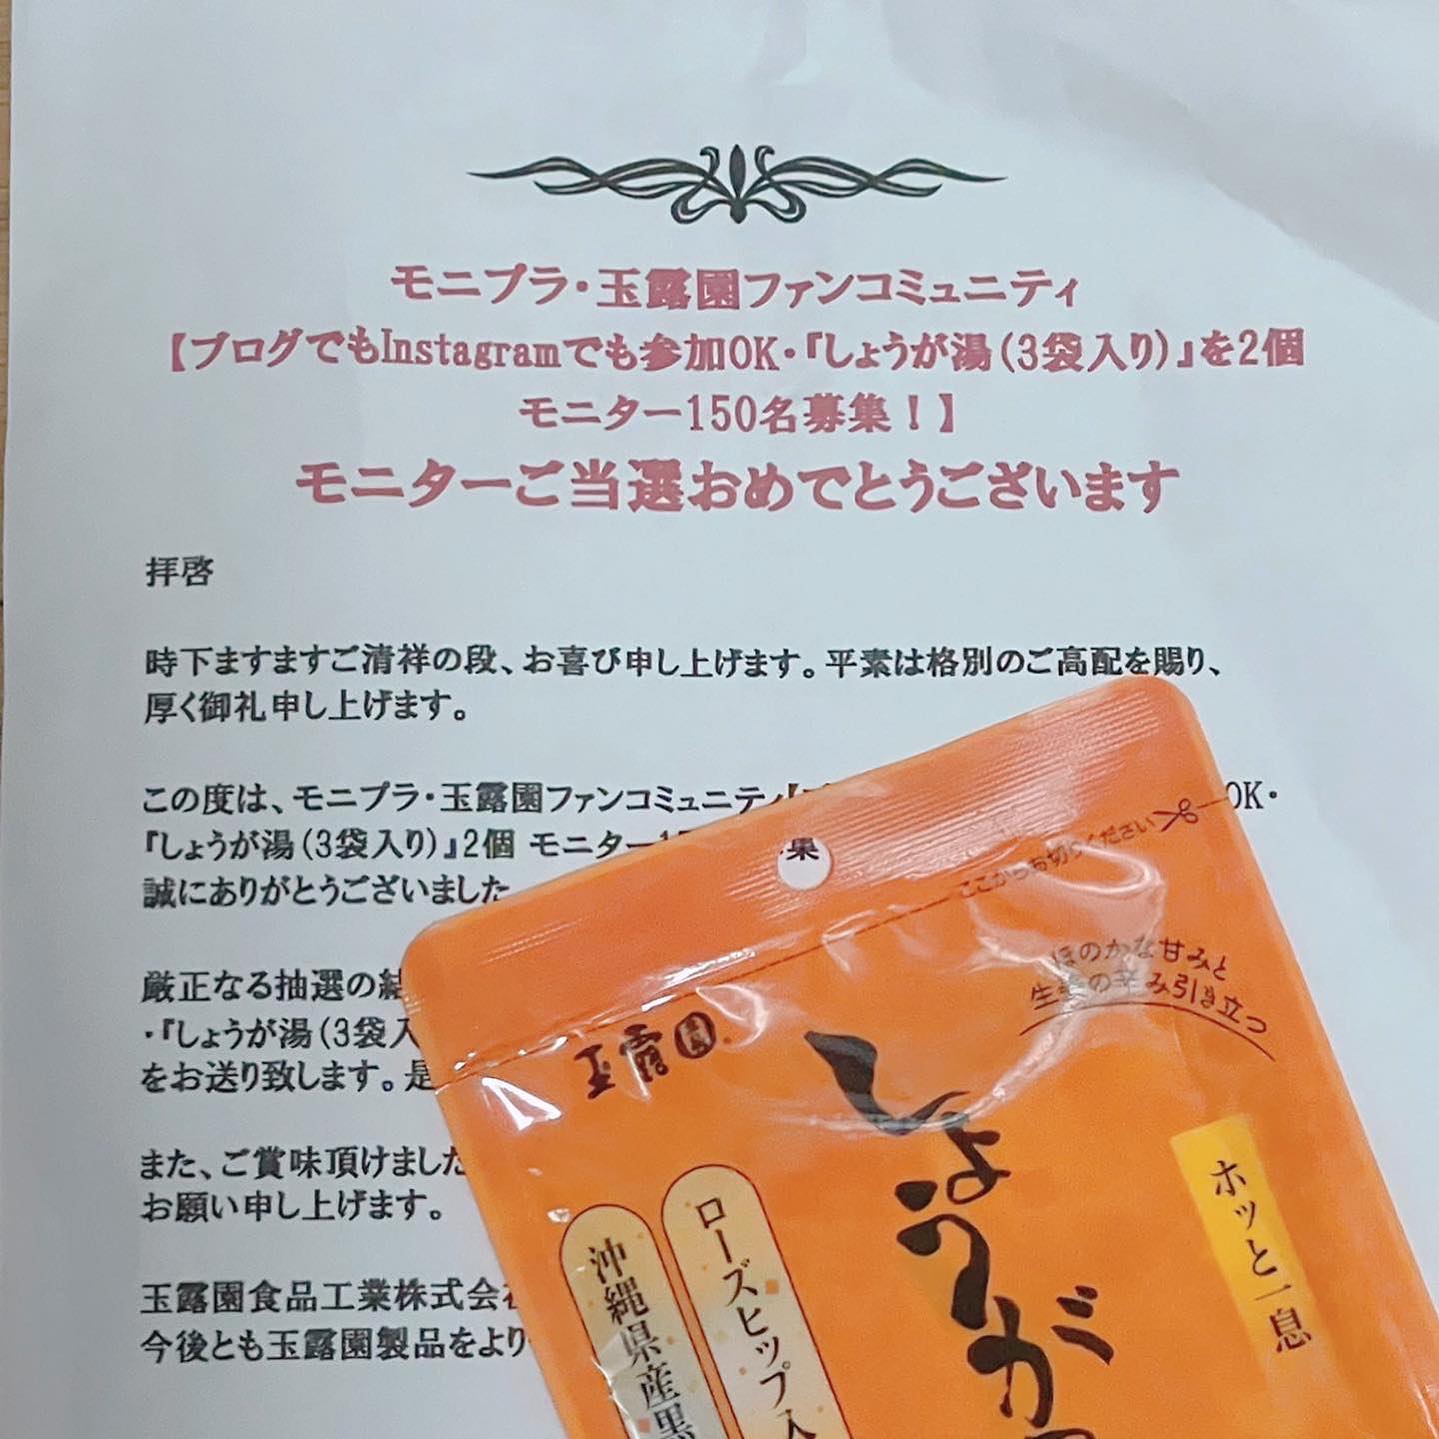 モニプラ・玉露園ファンコミュニティ
【ブログでもInstagramでも参加OK・『しょうが湯(3袋入り)』を2個
モニター150名募集！】
モニターご当選おめでとうございます
拝啓
時下ますますご清祥の段、お喜び申し上げます。平素は格別のご高配を賜り、
厚く御礼申し上げます。
この度は、モニプラ・玉露園ファンコミュニティ【 OK・
『しょうが湯(3袋入り)』2個 モニター
誠にありがとうございました
厳正なる抽選の結
・『しょうが湯(3袋入
をお送り致します。是
また、ご賞味頂けました
お願い申し上げます。
玉露園食品工業株式会
今後とも玉露園製品をより
ここからお切りください
ほのかな甘みと
生姜の辛み引き立つ
玉露園
しょうが
ホッと一息
ローズヒップ入
沖縄県産黒